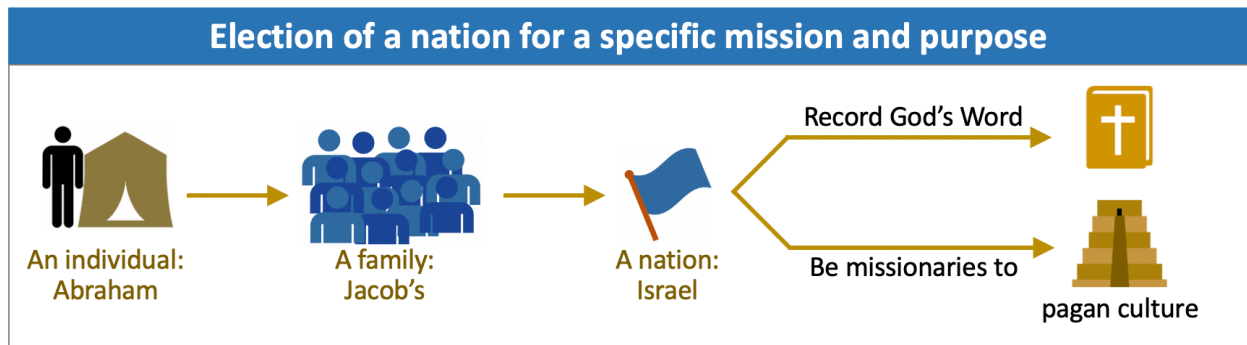 Election of a nation for a specific mission and purpose
An individual:
Abraham
A family:
Jacob’s
A nation:
Israel
Record God’s Word
Be missionaries to
pagan culture